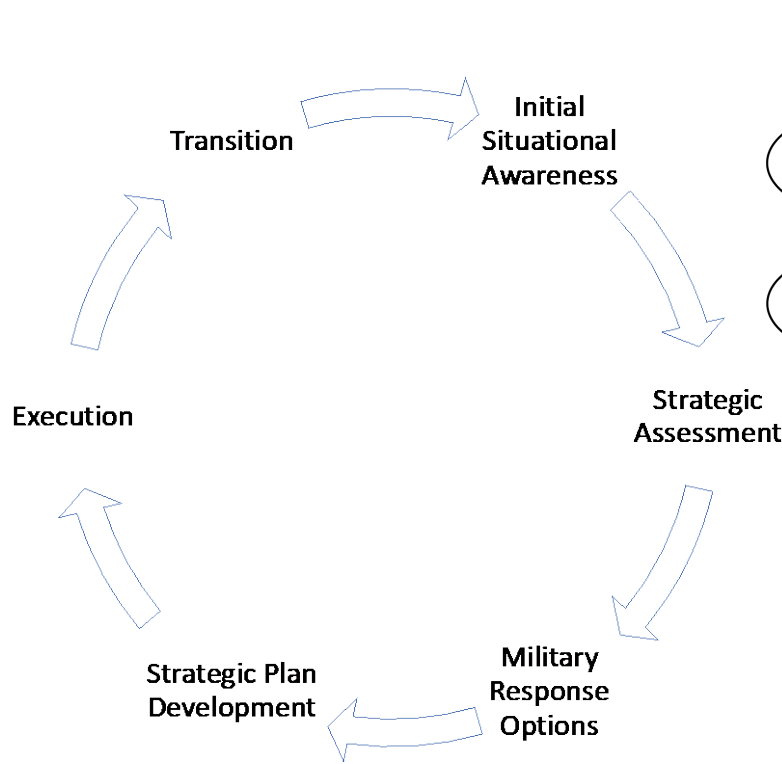 Transition
Initial
Situational
Awareness
Strategic
Assessment
Military
Response
Options
Strategic Plan
Development
Execution